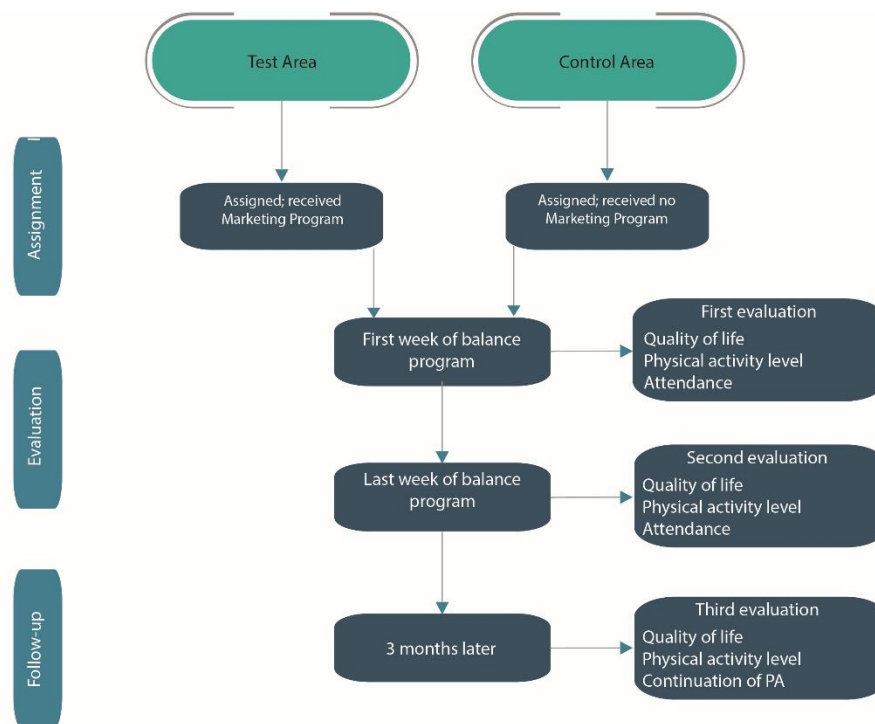 Test Area
Control Area
Assignment
Assigned; received
Marketing Program
Assigned; received no
Marketing Program
First week of balance
program
First evaluation
Quality of life
Physical activity level
Attendance
Evaluation
Last week of balance
program
Second evaluation
Quality of life
Physical activity level
Attendance
Follow-up
3 months later
Third evaluation
Quality of life
Physical activity level
Continuation of PA